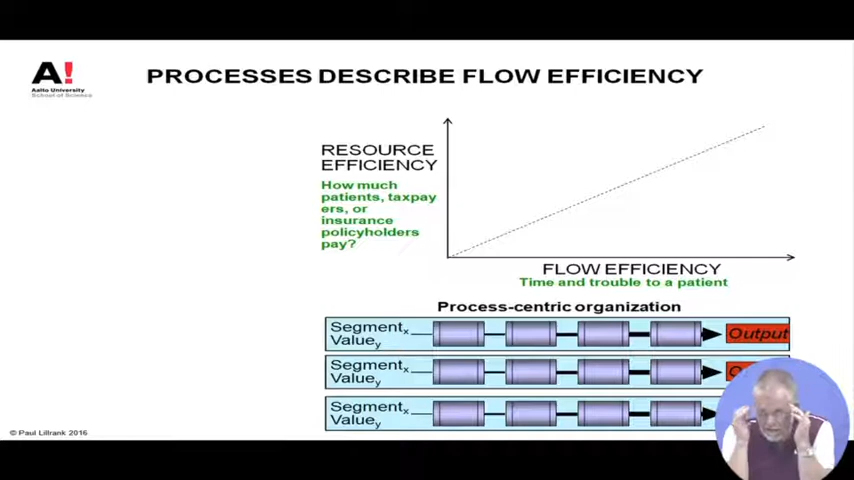 A!
Aalto University
School of Science
PROCESSES DESCRIBE FLOW EFFICIENCY
RESOURCE
EFFICIENCY
How much
patients, taxpay
ers, or
insurance
policyholders
pay?
FLOW EFFICIENCY
Time and trouble to a patient
Process-centric organization
Segmentx
Valuey
Output
Segmentx
Valuey
Segmentx
Valuey
© Paul Lillrank 2016